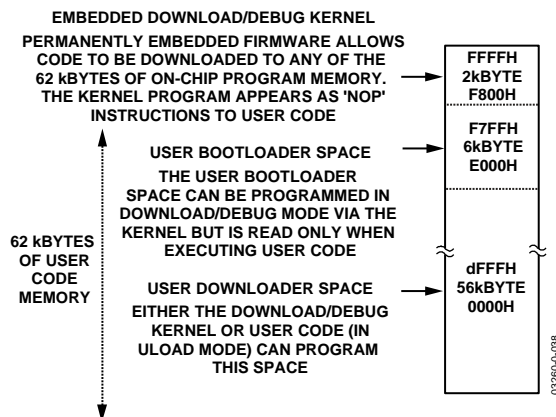 EMBEDDED DOWNLOAD/DEBUG KERNEL
PERMANENTLY EMBEDDED FIRMWARE ALLOWS
CODE TO BE DOWNLOADED TO ANY OF THE
62 kBYTES OF ON-CHIP PROGRAM MEMORY.
THE KERNEL PROGRAM APPEARS AS 'NOP'
INSTRUCTIONS TO USER CODE
FFFFH
2kBYTE
F800H
USER BOOTLOADER SPACE
THE USER BOOTLOADER
SPACE CAN BE PROGRAMMED IN
DOWNLOAD/DEBUG MODE VIA THE
KERNEL BUT IS READ ONLY WHEN
EXECUTING USER CODE
F7FFH
6kBYTE
E000H
62 kBYTES
OF USER
CODE
MEMORY
USER DOWNLOADER SPACE
EITHER THE DOWNLOAD/DEBUG
KERNEL OR USER CODE (IN
ULOAD MODE) CAN PROGRAM
THIS SPACE
dFFFH
56kBYTE
0000H
03260-0-038